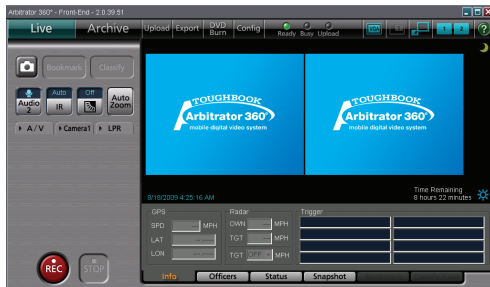 Arbitrator 360° - Front-End - 2.0.39.51
Live Archive Upload Export DVD Burn Config Ready Busy Upload 1 2 ?
Bookmark Classify
Audio 2 Auto IR Off Auto Zoom
A / V Camera1 LPR
TOUGHBOOK TOUGHBOOK
Arbitrator 360° Arbitrator 360°
mobile digital video system mobile digital video system
8/18/2009 4:25:16 AM
Time Remaining
8 hours 22 minutes
GPS Radar Trigger
SPD --- MPH OWN --- MPH
LAT --.---- TGT --- MPH
LON --.---- TGT OFF MPH
REC STOP
Info Officers Status Snapshot